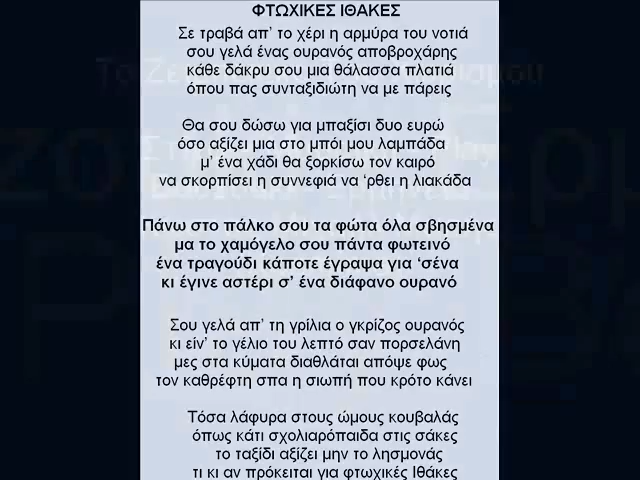 ΦΤΩΧΙΚΕΣ ΙΘΑΚΕΣ
Σε τραβά απ’ το χέρι η αρμύρα του νοτιά
σου γελά ένας ουρανός αποβροχάρης
κάθε δάκρυ σου μια θάλασσα πλατιά
όπου πας συνταξιδιώτη να με πάρεις
Θα σου δώσω για μπαξίσι δυο ευρώ
όσο αξίζει μια στο μπόι μου λαμπάδα
μ’ ένα χάδι θα ξορκίσω τον καιρό
να σκορπίσει η συννεφιά να ‘ρθει η λιακάδα
Πάνω στο πάλκο σου τα φώτα όλα σβησμένα
μα το χαμόγελο σου πάντα φωτεινό
ένα τραγούδι κάποτε έγραψα για ‘σένα
κι έγινε αστέρι σ’ ένα διάφανο ουρανό
Σου γελά απ’ τη γρίλια ο γκρίζος ουρανός
κι είν’ το γέλιο του λεπτό σαν πορσελάνη
μες στα κύματα διαθλάται απόψε φως
τον καθρέφτη σπα η σιωπή που κρότο κάνει
Τόσα λάφυρα στους ώμους κουβαλάς
όπως κάτι σχολιαρόπαιδα στις σάκες
το ταξίδι αξίζει μην το λησμονάς
τι κι αν πρόκειται για φτωχικές Ιθάκες